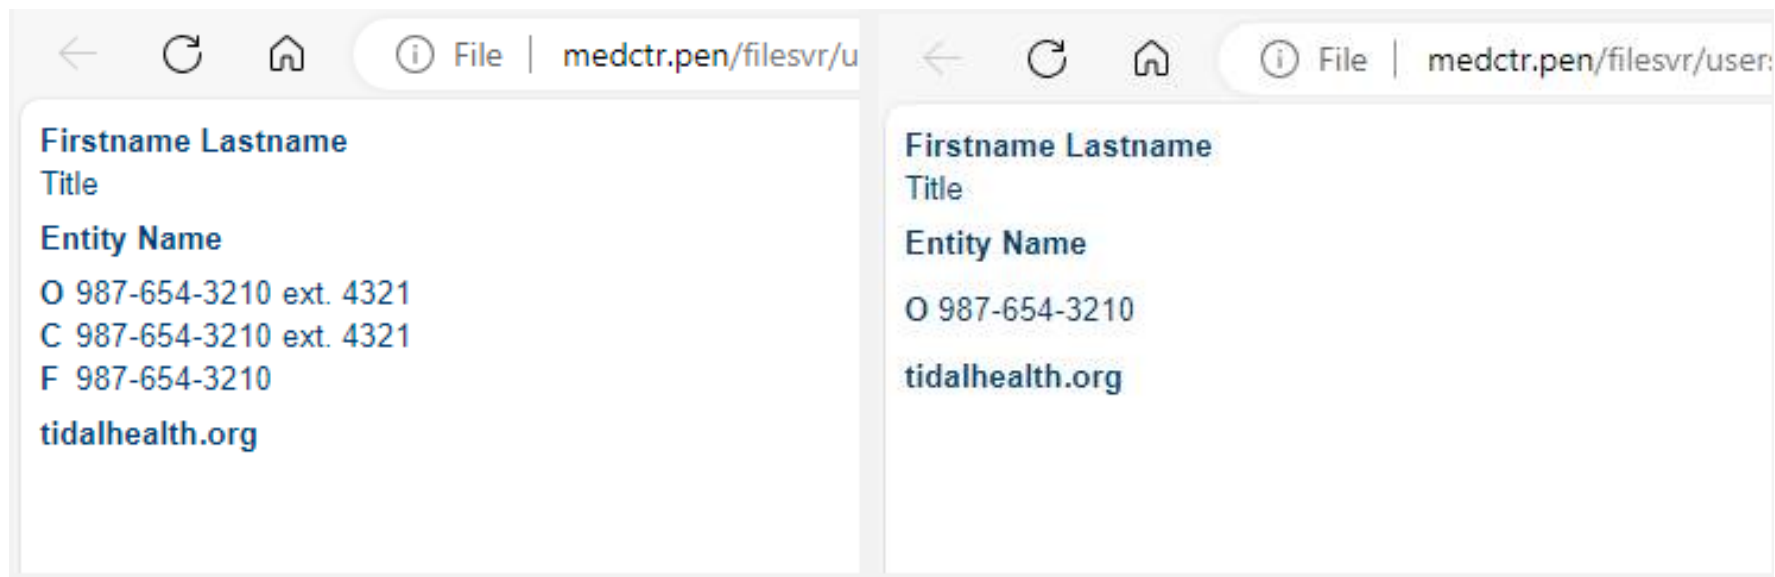 File | medctr.pen/filesvr/u
Firstname Lastname
Title
Entity Name
O 987-654-3210 ext. 4321
C 987-654-3210 ext. 4321
F 987-654-3210
tidalhealth.org
File | medctr.pen/filesvr/user
Firstname Lastname
Title
Entity Name
O 987-654-3210
tidalhealth.org